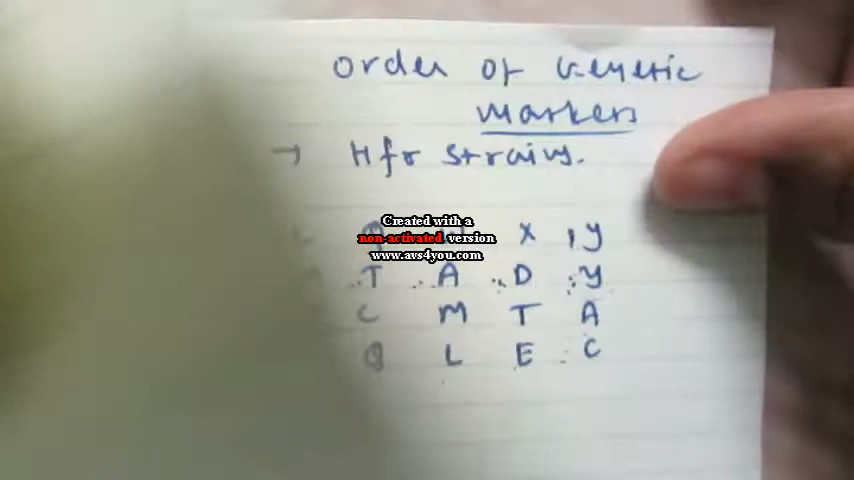 Order of Genetic
Markers
→ Hfr strains.
Created with a
X , Y
non-activated version
www.avs4you.com
T A D Y
C M T A
Q L E C